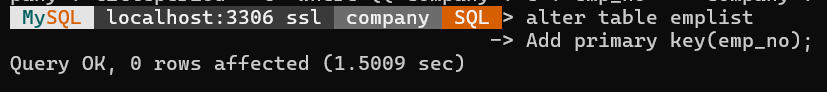 MySQL localhost:3306 ssl company SQL > alter table emplist
-> Add primary key(emp_no);
Query OK, 0 rows affected (1.5009 sec)